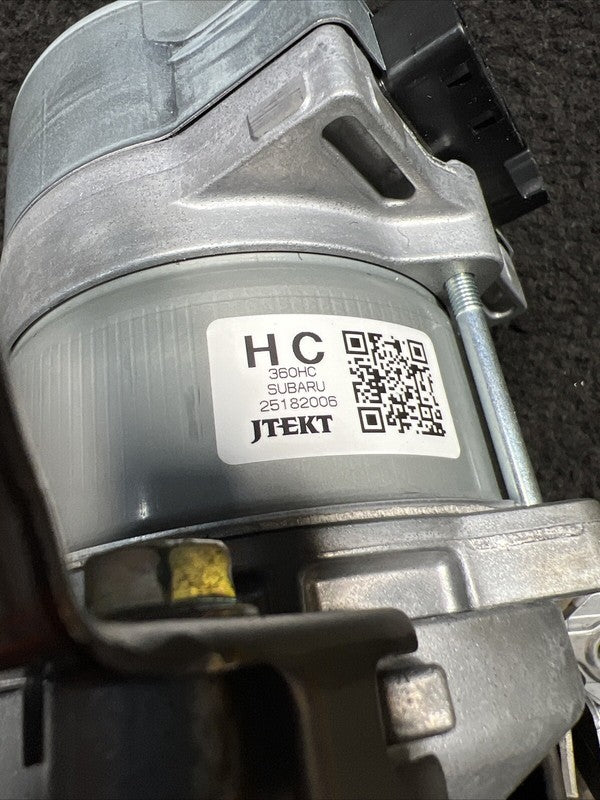 HC
360HC
SUBARU
25182006
JTEKT